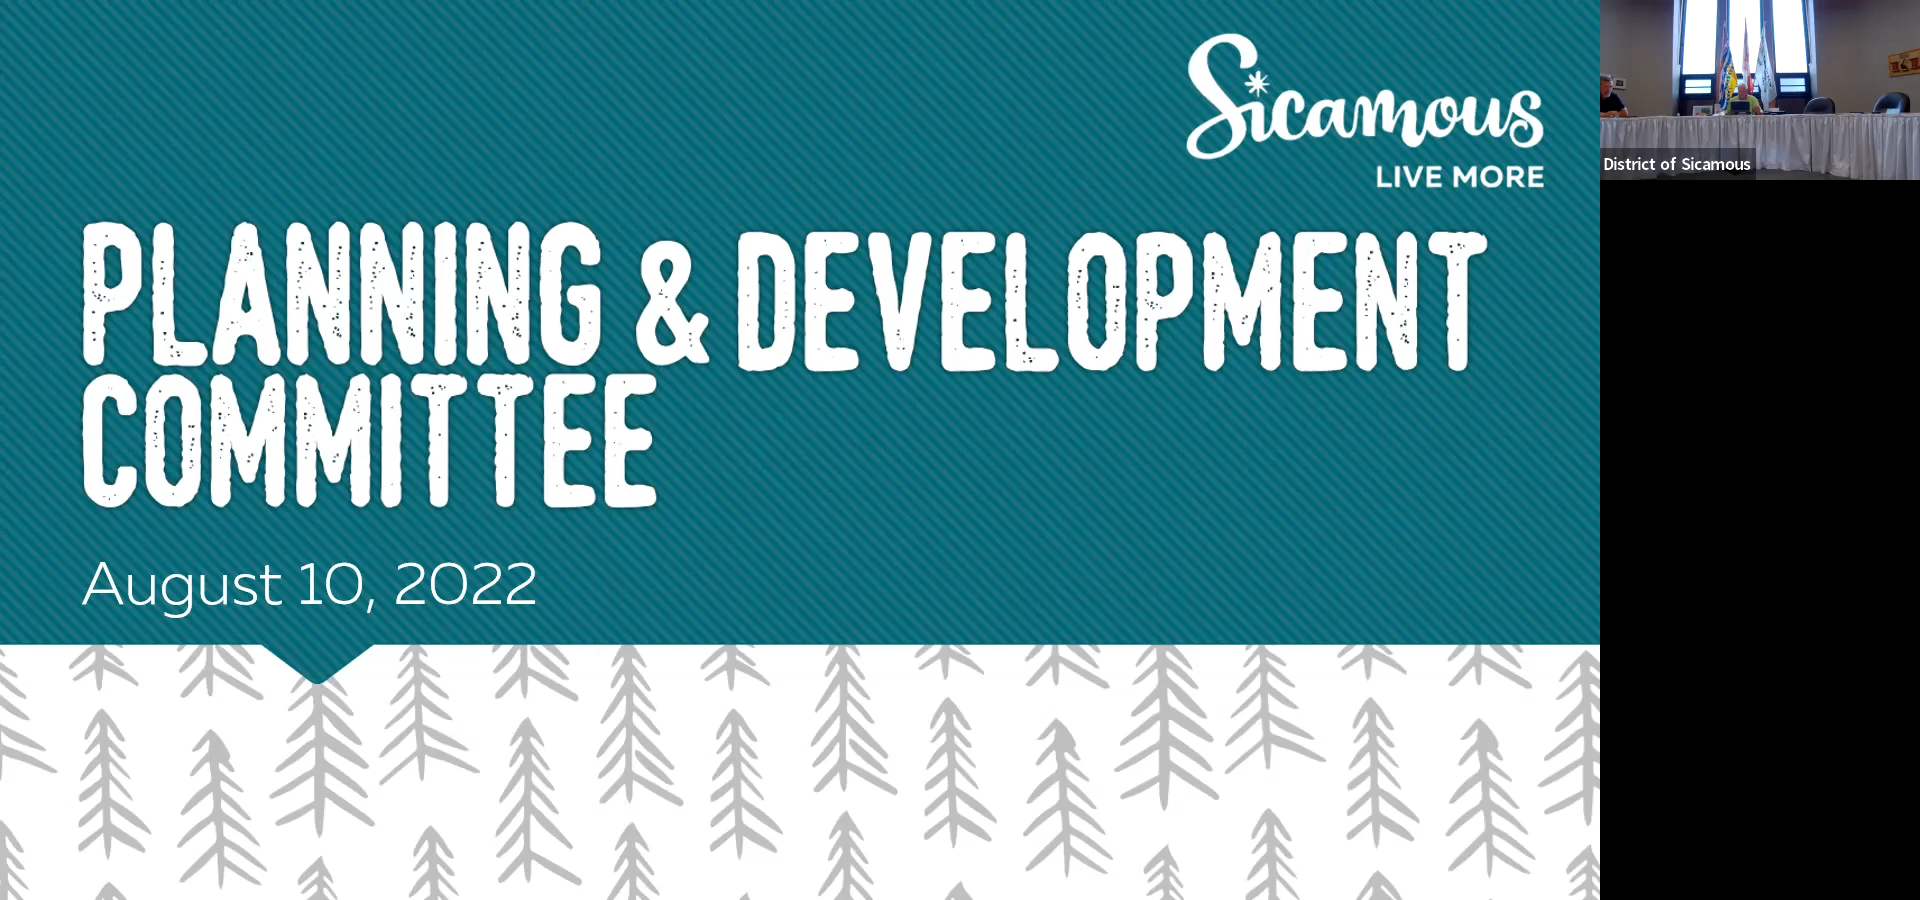 Sicamous
LIVE MORE
PLANNING & DEVELOPMENT
COMMITTEE
August 10, 2022
District of Sicamous